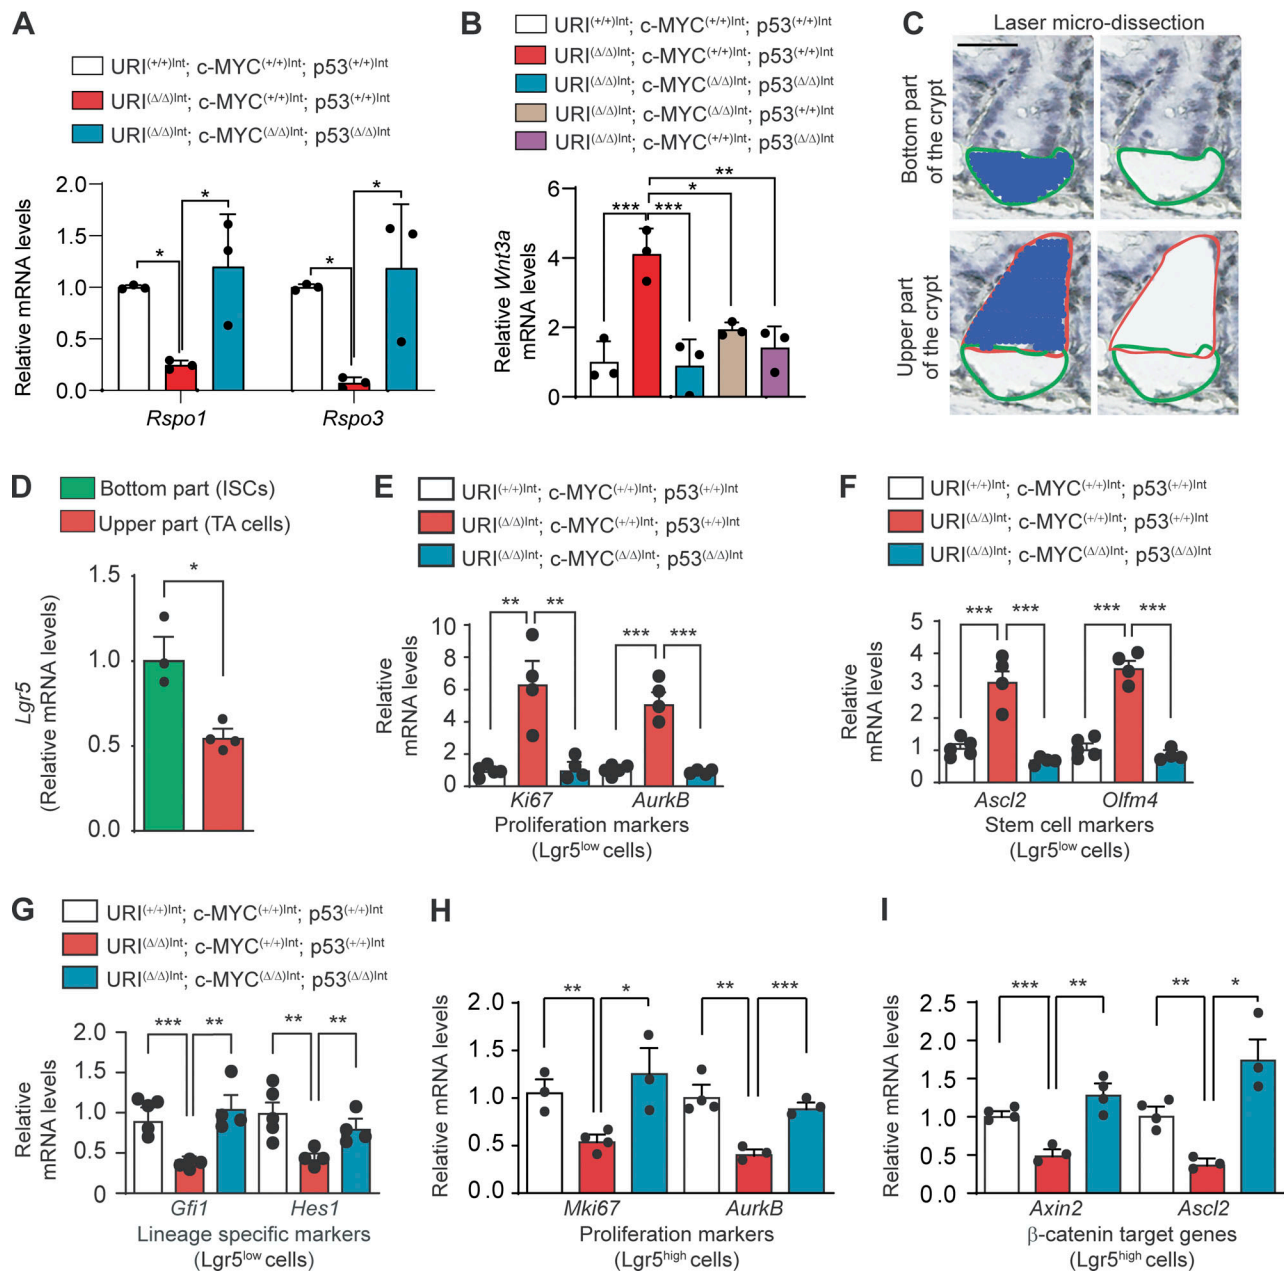 A
URI(+/+)Int; c-MYC(+/+)Int; p53(+/+)Int
URI(Δ/Δ)Int; c-MYC(+/+)Int; p53(+/+)Int
URI(Δ/Δ)Int; c-MYC(Δ/Δ)Int; p53(Δ/Δ)Int
Relative mRNA levels
2.0
1.5
1.0
0.5
0.0
*
*
*
*
Rspo1
Rspo3
B
URI(+/+)Int; c-MYC(+/+)Int; p53(+/+)Int
URI(Δ/Δ)Int; c-MYC(+/+)Int; p53(+/+)Int
URI(Δ/Δ)Int; c-MYC(Δ/Δ)Int; p53(Δ/Δ)Int
URI(Δ/Δ)Int; c-MYC(Δ/Δ)Int; p53(+/+)Int
URI(Δ/Δ)Int; c-MYC(+/+)Int; p53(Δ/Δ)Int
Relative Wnt3a
mRNA levels
6
4
2
0
**
*
***
***
C
Laser micro-dissection
Bottom part
of the crypt
Upper part
of the crypt
D
Bottom part (ISCs)
Upper part (TA cells)
Lgr5
(Relative mRNA levels)
1.5
1.0
0.5
0.0
*
E
URI(+/+)Int; c-MYC(+/+)Int; p53(+/+)Int
URI(Δ/Δ)Int; c-MYC(+/+)Int; p53(+/+)Int
URI(Δ/Δ)Int; c-MYC(Δ/Δ)Int; p53(Δ/Δ)Int
Relative
mRNA levels
10
8
6
4
2
0
**
**
***
***
Ki67
AurkB
Proliferation markers
(Lgr5low cells)
F
URI(+/+)Int; c-MYC(+/+)Int; p53(+/+)Int
URI(Δ/Δ)Int; c-MYC(+/+)Int; p53(+/+)Int
URI(Δ/Δ)Int; c-MYC(Δ/Δ)Int; p53(Δ/Δ)Int
Relative
mRNA levels
5
4
3
2
1
0
***
***
***
***
Ascl2
Olfm4
Stem cell markers
(Lgr5low cells)
G
URI(+/+)Int; c-MYC(+/+)Int; p53(+/+)Int
URI(Δ/Δ)Int; c-MYC(+/+)Int; p53(+/+)Int
URI(Δ/Δ)Int; c-MYC(Δ/Δ)Int; p53(Δ/Δ)Int
Relative
mRNA levels
2.0
1.5
1.0
0.5
0
***
**
**
**
Gfi1
Hes1
Lineage specific markers
(Lgr5low cells)
H
Relative mRNA levels
2.0
1.5
1.0
0.5
0.0
**
*
**
***
Mki67
AurkB
Proliferation markers
(Lgr5high cells)
I
Relative mRNA levels
2.5
2.0
1.5
1.0
0.5
0.0
***
**
**
*
Axin2
Ascl2
β-catenin target genes
(Lgr5high cells)